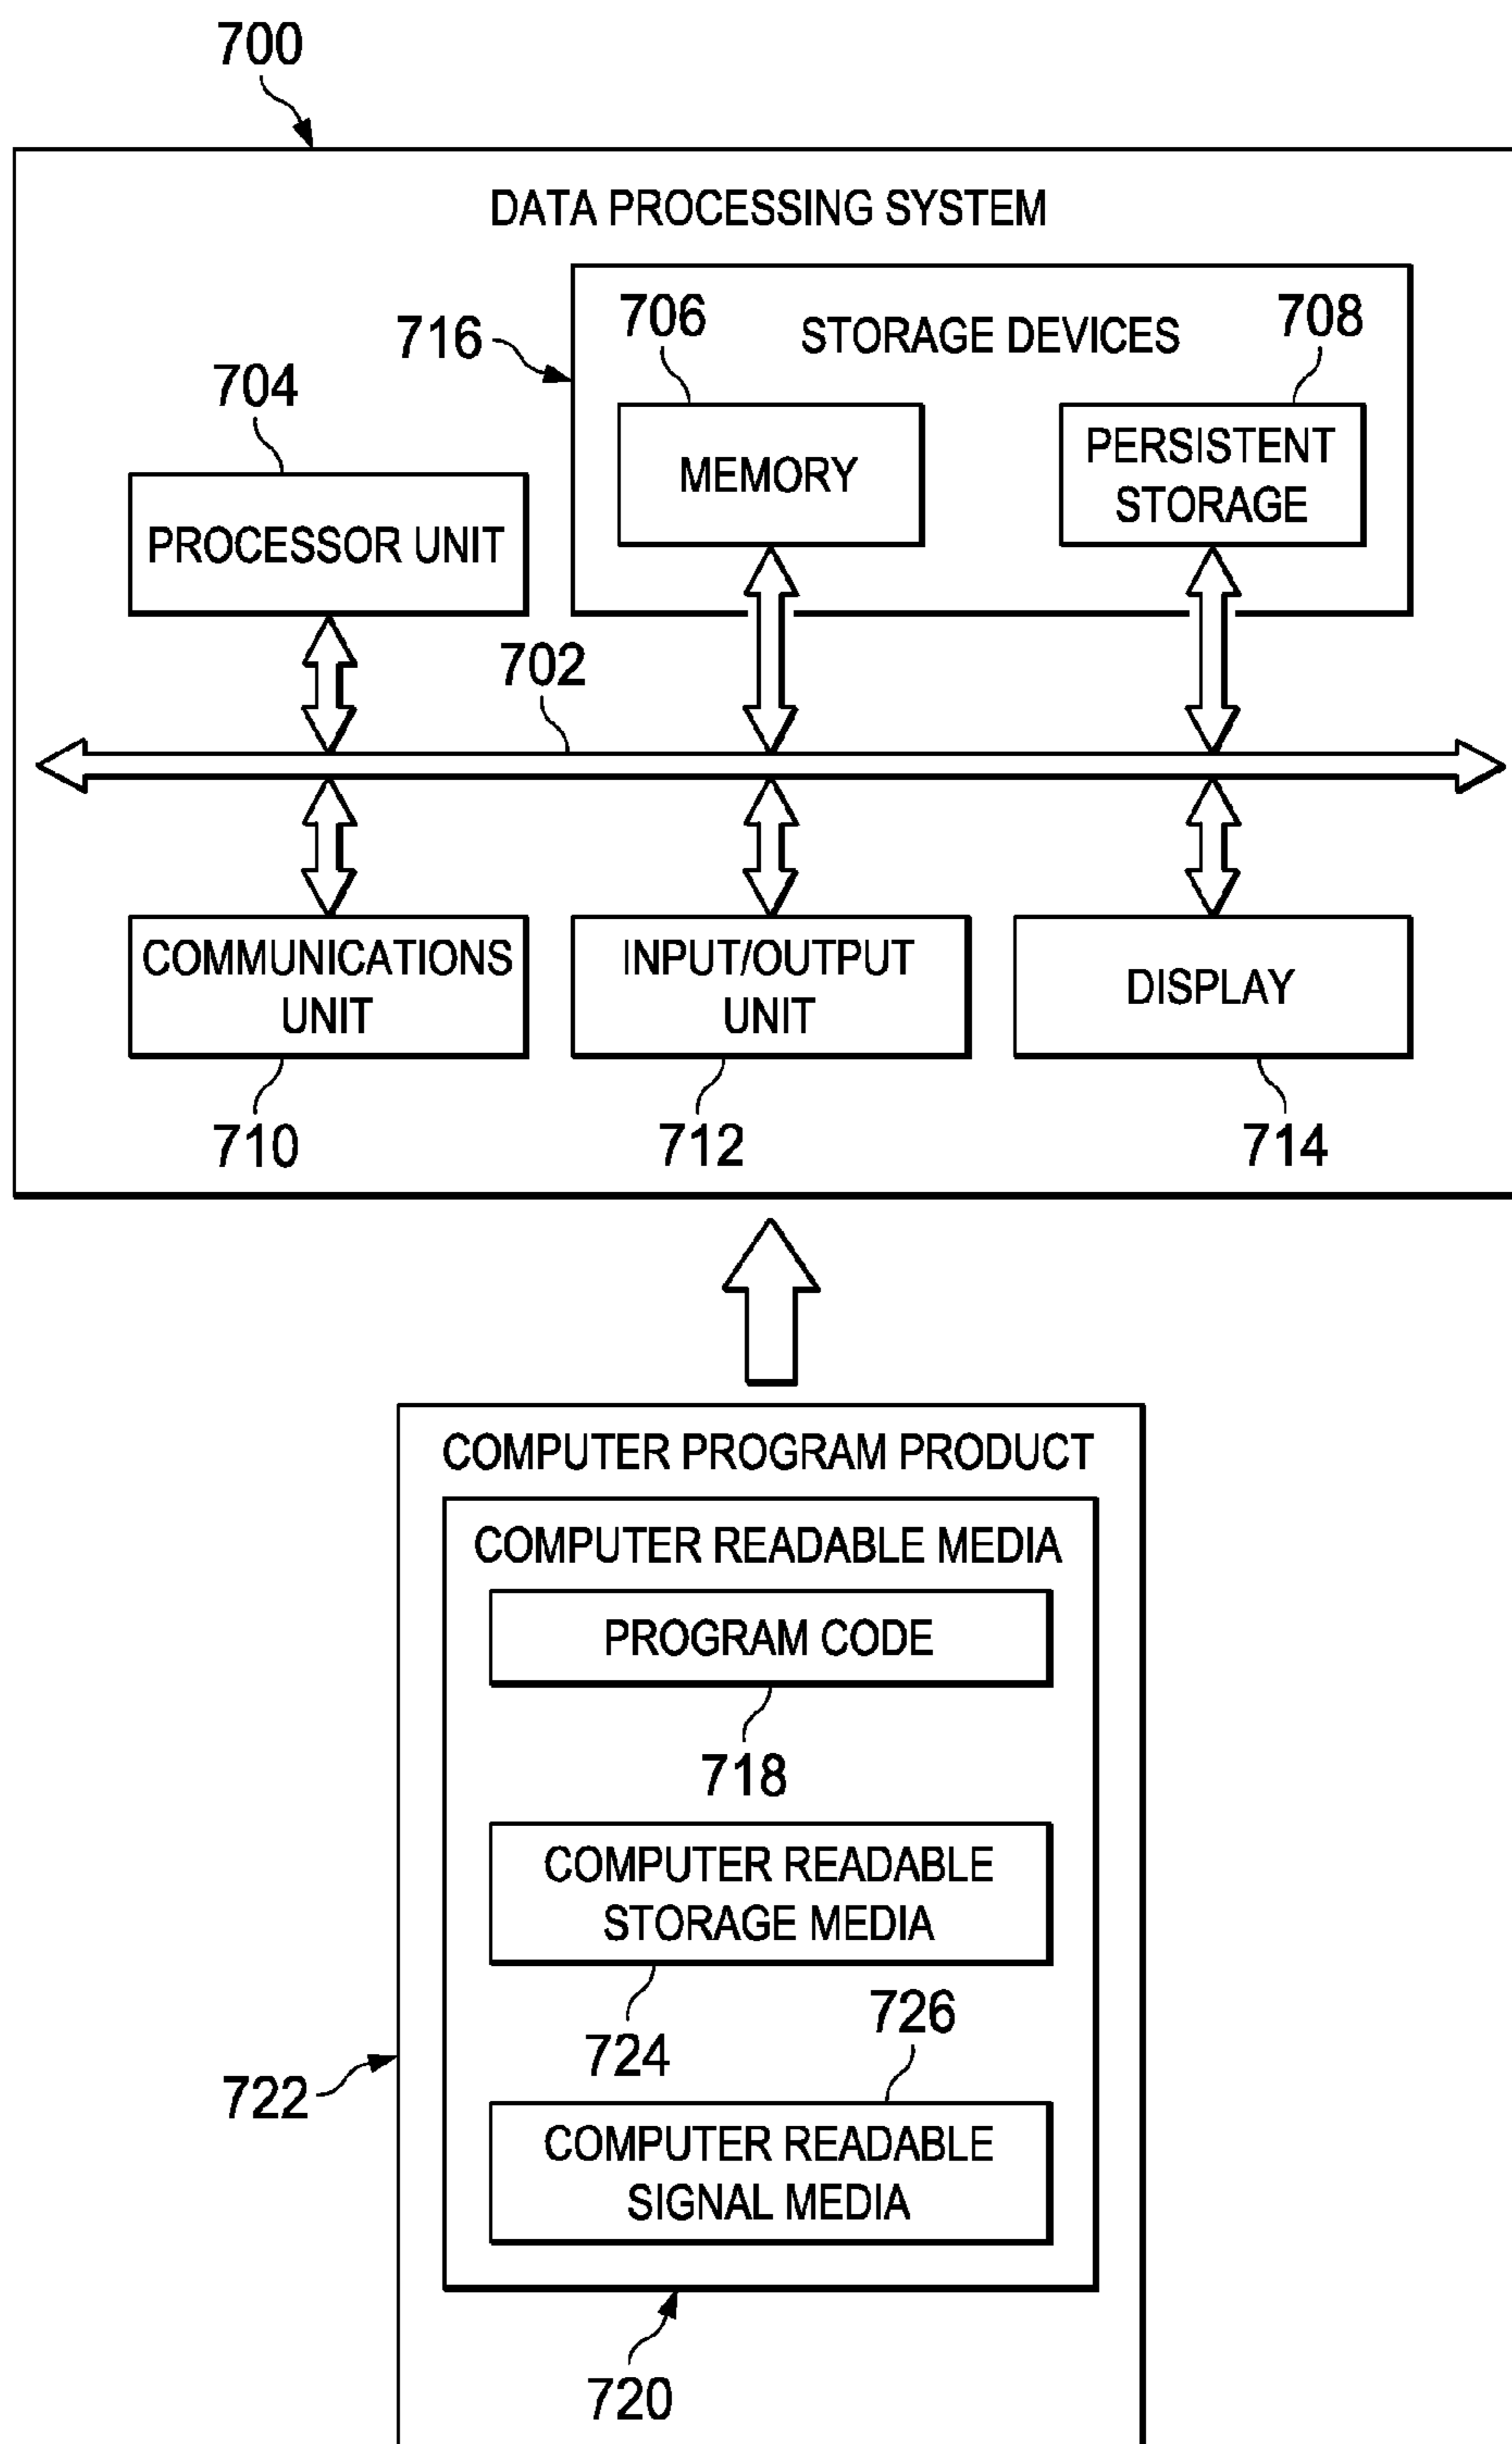 700
DATA PROCESSING SYSTEM
716
706
STORAGE DEVICES
708
704
MEMORY
PERSISTENT
STORAGE
PROCESSOR UNIT
702
COMMUNICATIONS
UNIT
INPUT/OUTPUT
UNIT
DISPLAY
710
712
714
COMPUTER PROGRAM PRODUCT
COMPUTER READABLE MEDIA
PROGRAM CODE
718
COMPUTER READABLE
STORAGE MEDIA
724
726
722
COMPUTER READABLE
SIGNAL MEDIA
720